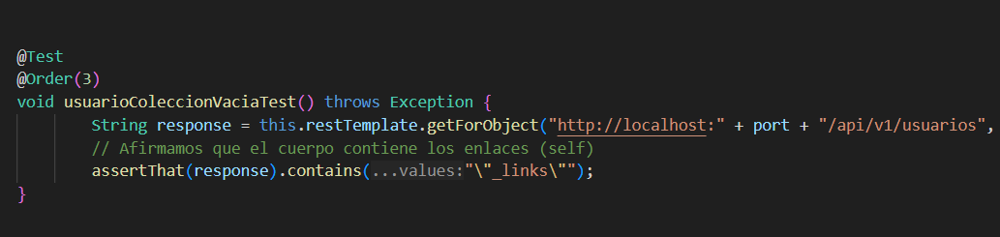 @Test
@Order(3)
void usuarioColeccionVaciaTest() throws Exception {
String response = this.restTemplate.getForObject("http://localhost:" + port + "/api/v1/usuarios",
// Afirmamos que el cuerpo contiene los enlaces (self)
assertThat(response).contains(...values:"\"_links\"");
}